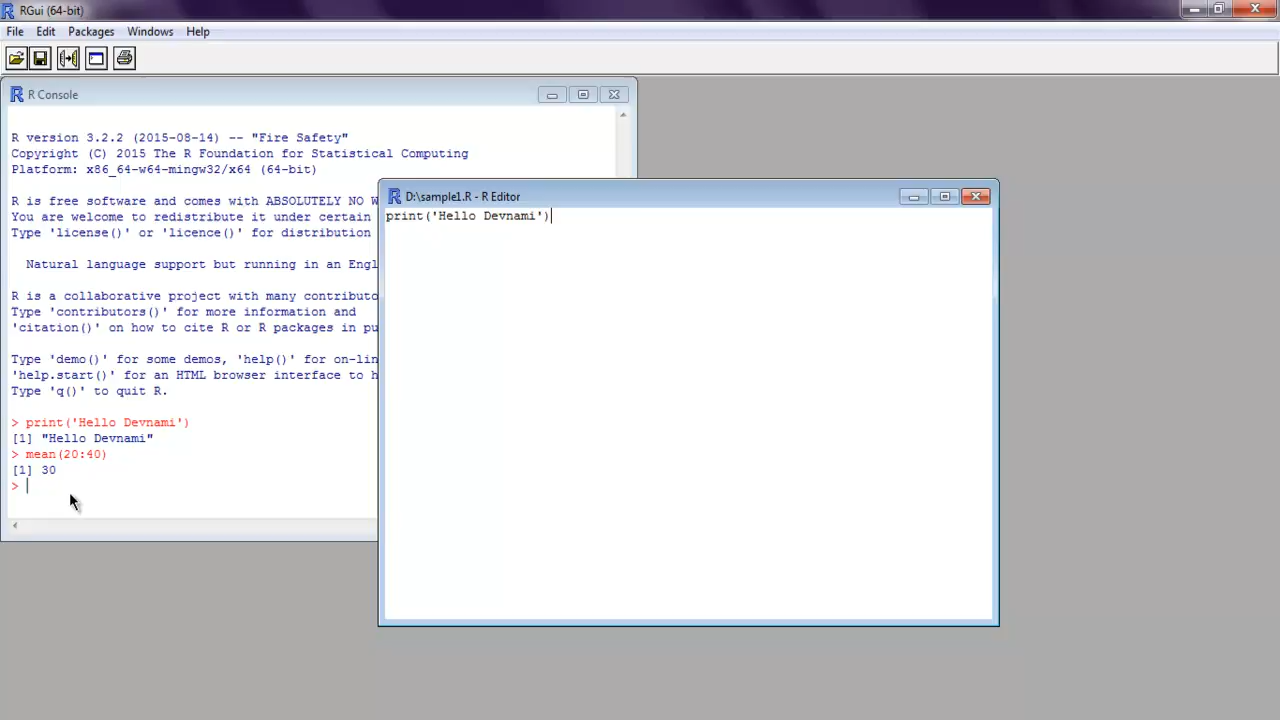 RGui (64-bit)
File Edit Packages Windows Help
R Console
R version 3.2.2 (2015-08-14) -- "Fire Safety"
Copyright (C) 2015 The R Foundation for Statistical Computing
Platform: x86_64-w64-mingw32/x64 (64-bit)
R is free software and comes with ABSOLUTELY NO W
You are welcome to redistribute it under certain
Type 'license()' or 'licence()' for distribution
Natural language support but running in an Engl
R is a collaborative project with many contributo
Type 'contributors()' for more information and
'citation()' on how to cite R or R packages in pu
Type 'demo()' for some demos, 'help()' for on-lin
'help.start()' for an HTML browser interface to h
Type 'q()' to quit R.
> print('Hello Devnami')
[1] "Hello Devnami"
> mean(20:40)
[1] 30
>
D:\sample1.R - R Editor
print('Hello Devnami')